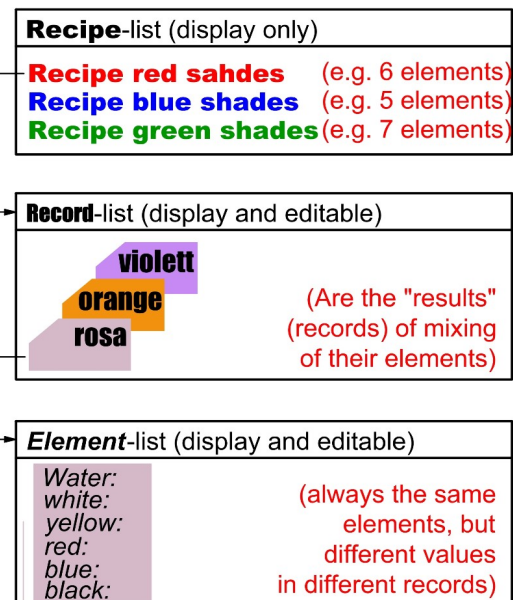 Recipe-list (display only)
Recipe red sahdes (e.g. 6 elements)
Recipe blue shades (e.g. 5 elements)
Recipe green shades (e.g. 7 elements)
Record-list (display and editable)
violett
orange
rosa
(Are the "results"
(records) of mixing
of their elements)
Element-list (display and editable)
Water:
white:
yellow:
red:
blue:
black:
(always the same
elements, but
different values
in different records)